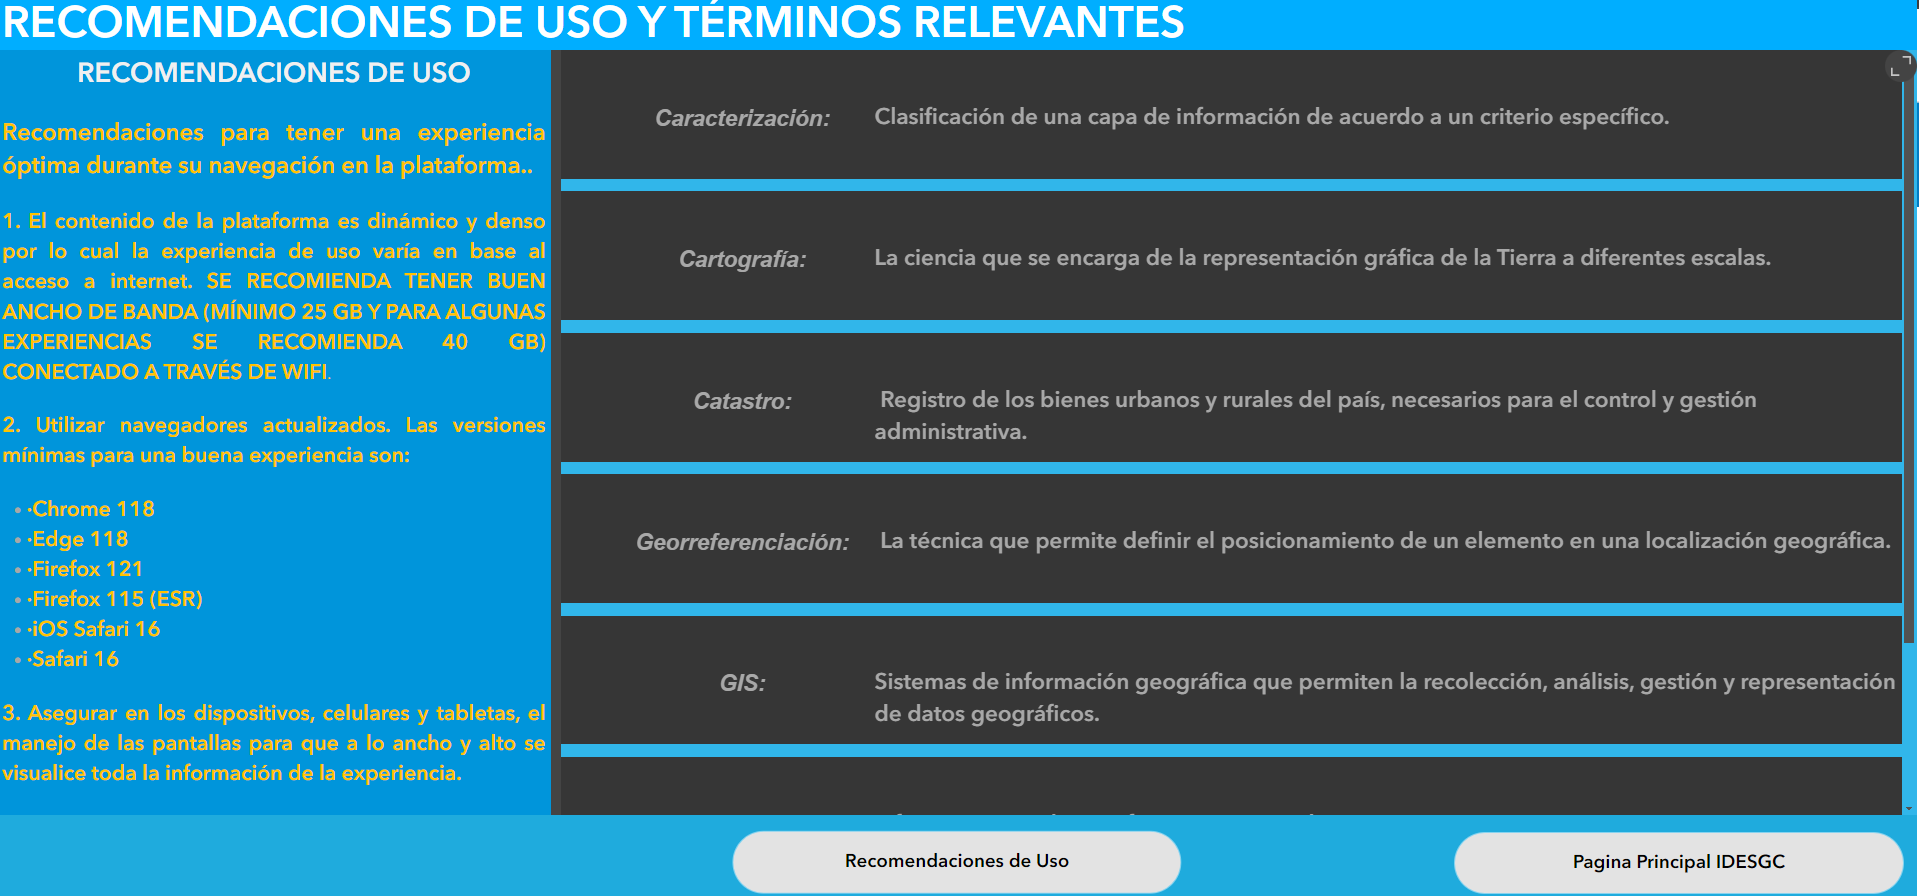 RECOMENDACIONES DE USO Y TÉRMINOS RELEVANTES
RECOMENDACIONES DE USO
Recomendaciones para tener una experiencia
óptima durante su navegación en la plataforma..
1. El contenido de la plataforma es dinámico y denso
por lo cual la experiencia de uso varía en base al
acceso a internet. SE RECOMIENDA TENER BUEN
ANCHO DE BANDA (MÍNIMO 25 GB Y PARA ALGUNAS
EXPERIENCIAS SE RECOMIENDA 40 GB)
CONECTADO A TRAVÉS DE WIFI.
2. Utilizar navegadores actualizados. Las versiones
mínimas para una buena experiencia son:
• ·Chrome 118
• ·Edge 118
• ·Firefox 121
• ·Firefox 115 (ESR)
• ·iOS Safari 16
• ·Safari 16
3. Asegurar en los dispositivos, celulares y tabletas, el
manejo de las pantallas para que a lo ancho y alto se
visualice toda la información de la experiencia.
Caracterización: Clasificación de una capa de información de acuerdo a un criterio específico.
Cartografía: La ciencia que se encarga de la representación gráfica de la Tierra a diferentes escalas.
Catastro: Registro de los bienes urbanos y rurales del país, necesarios para el control y gestión
administrativa.
Georreferenciación: La técnica que permite definir el posicionamiento de un elemento en una localización geográfica.
GIS: Sistemas de información geográfica que permiten la recolección, análisis, gestión y representación
de datos geográficos.
Recomendaciones de Uso
Pagina Principal IDESGC